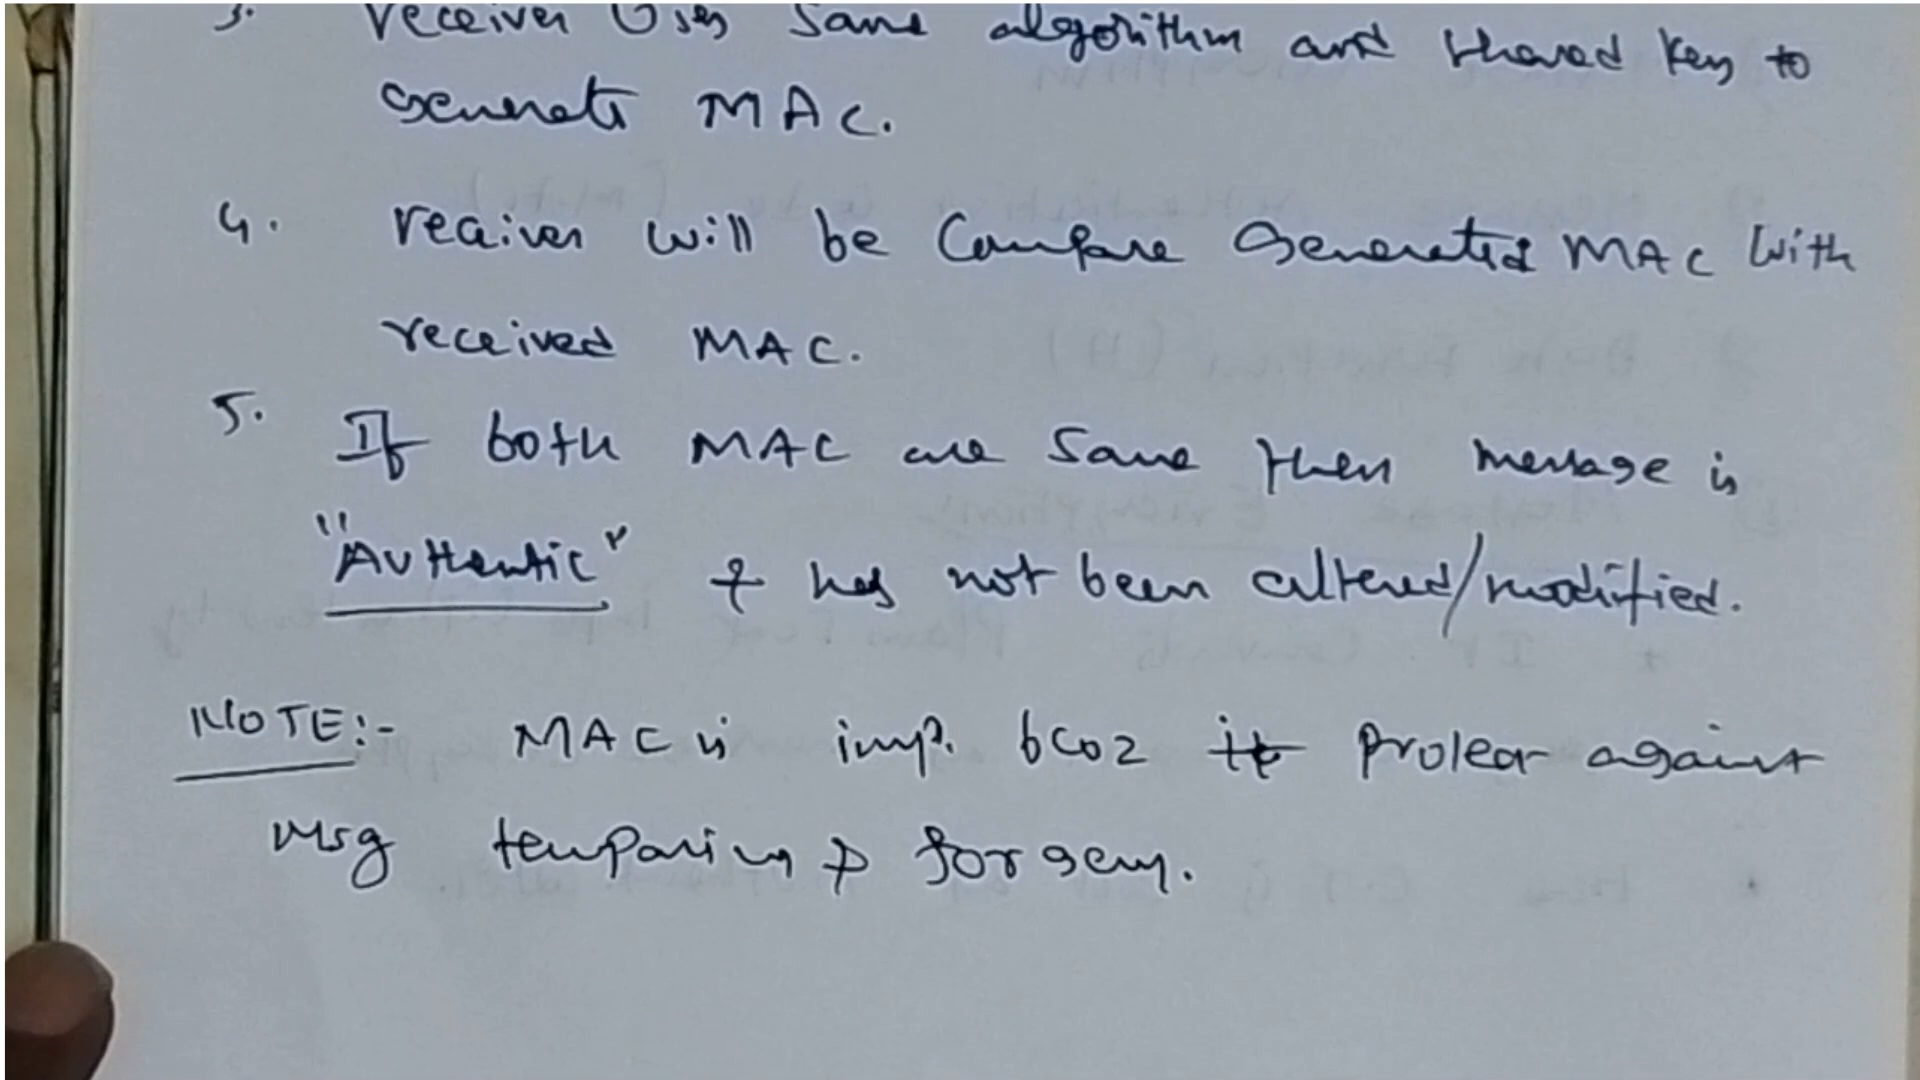 3. receiver Uses Same algorithm and shared key to
Generate MAC.
4. receiver will be Compare Generated MAC with
received MAC.
5. If both MAC are Same then message is
"Authentic" & has not been altered/modified.
NOTE:- MAC is imp. bcoz it protect against
Msg temparing & forgery.